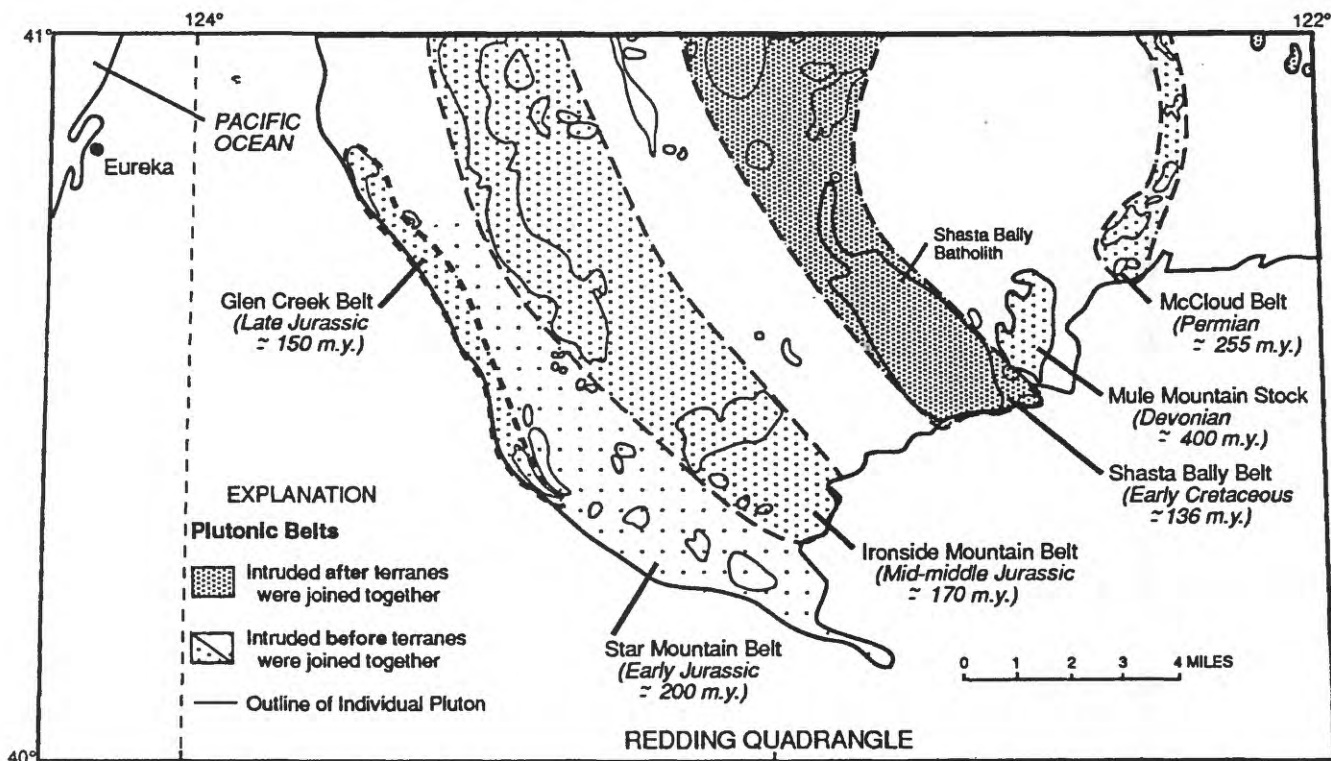 124°
122°
41°
PACIFIC
OCEAN
Eureka
Shasta Bally
Batholith
Glen Creek Belt
(Late Jurassic
≈ 150 m.y.)
McCloud Belt
(Permian
≈ 255 m.y.)
Mule Mountain Stock
(Devonian
≈ 400 m.y.)
Shasta Bally Belt
(Early Cretaceous
≈136 m.y.)
Ironside Mountain Belt
(Mid-middle Jurassic
≈ 170 m.y.)
Star Mountain Belt
(Early Jurassic
≈ 200 m.y.)
EXPLANATION
Plutonic Belts
Intruded after terranes
were joined together
Intruded before terranes
were joined together
Outline of Individual Pluton
0 1 2 3 4 MILES
REDDING QUADRANGLE
40°